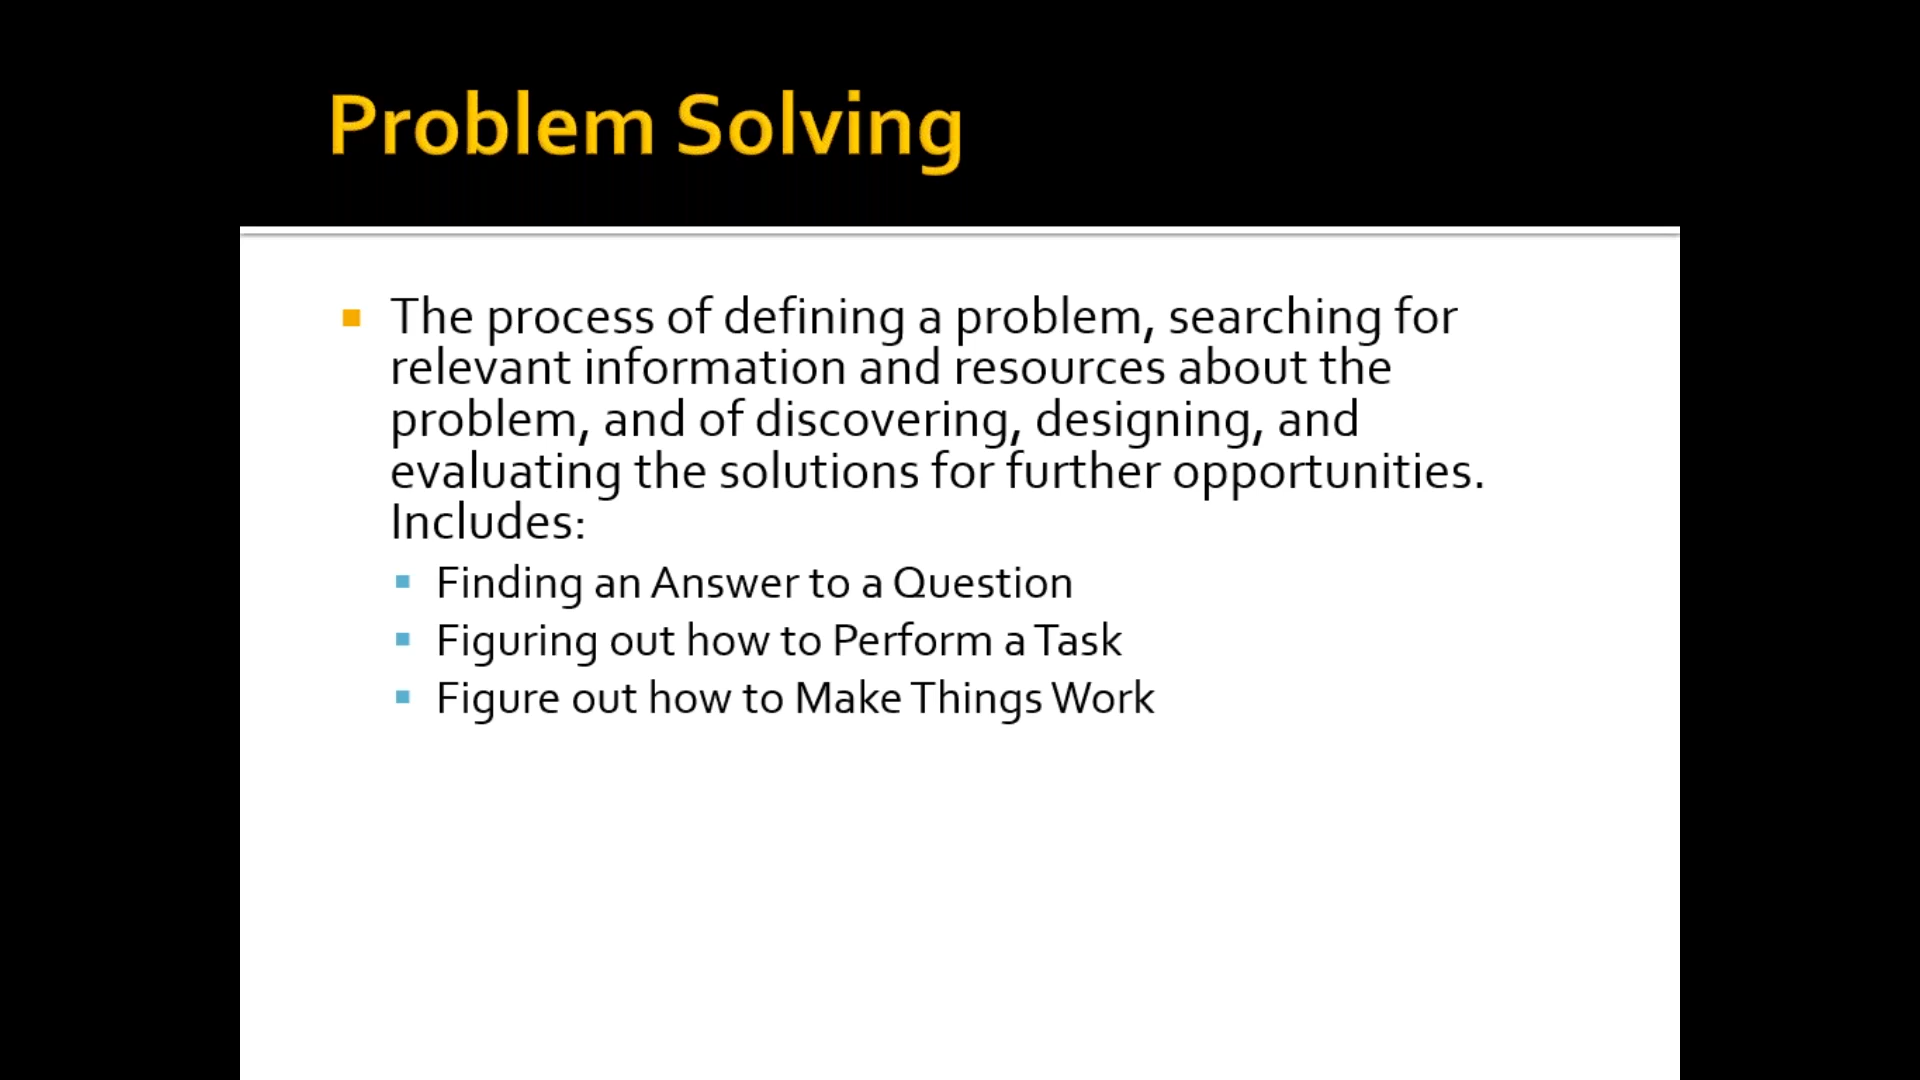 Problem Solving
The process of defining a problem, searching for
relevant information and resources about the
problem, and of discovering, designing, and
evaluating the solutions for further opportunities.
Includes:
Finding an Answer to a Question
Figuring out how to Perform a Task
Figure out how to Make Things Work